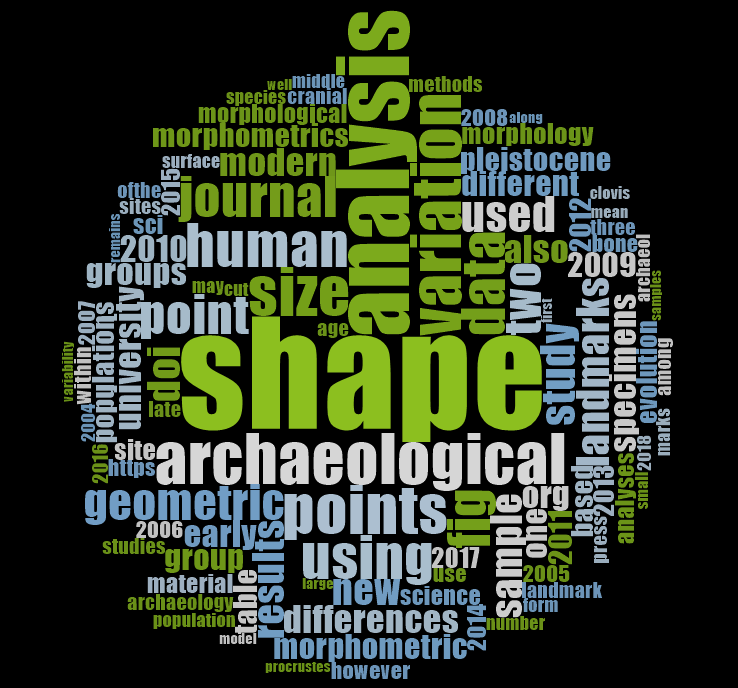 analysis
well
middle
methods
species
cranial
morphological
2008
along
morphometrics
variation
morphology
surface
modern
pleistocene
ofthe
2015
journal
different
clovis
sites
used
2012
mean
remains
sci
three
2010
human
data
also
bone
archaeol
groups
2009
may
cut
size
two
samples
2007
university
point
first
landmarks
specimens
age
populations
evolution
variability
within
doi
shape
study
among
2004
late
marks
site
archaeological
2018
2016
https
based
2013
analyses
small
geometric
points
fig
sample
org
2006
early
one
2011
press
studies
results
using
2017
group
use
2005
material
large
new
science
landmark
archaeology
table
form
population
differences
2014
number
model
morphometric
procrustes
however